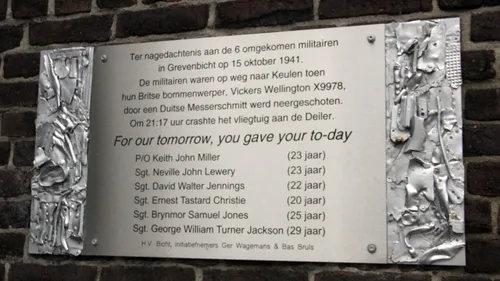 Ter nagedachtenis aan de 6 omgekomen militairen
in Grevenbicht op 15 oktober 1941.
De militairen waren op weg naar Keulen toen
hun Britse bommenwerper, Vickers Wellington X9978,
door een Duitse Messerschmitt werd neergeschoten.
Om 21:17 uur crashte het vliegtuig aan de Deiler.
For our tomorrow, you gave your to-day
P/O Keith John Miller (23 jaar)
Sgt. Neville John Lewery (23 jaar)
Sgt. David Walter Jennings (22 jaar)
Sgt. Ernest Tastard Christie (20 jaar)
Sgt. Brynmor Samuel Jones (25 jaar)
Sgt. George William Turner Jackson (29 jaar)
H.V. Bicht, initiatiefnemers Ger Wagemans & Bas Bruls